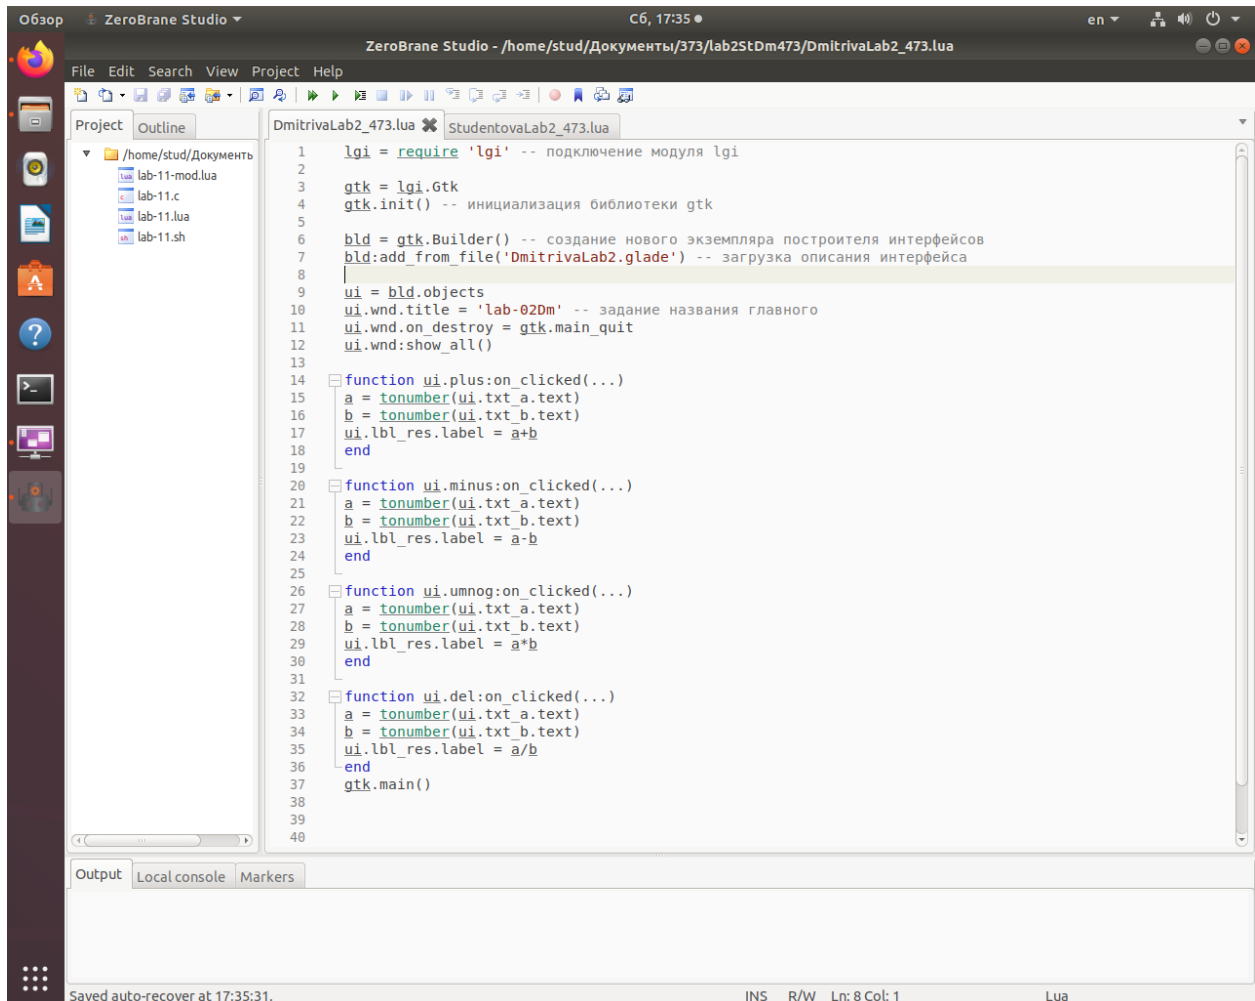 Обзор ZeroBrane Studio Сб, 17:35 en
ZeroBrane Studio - /home/stud/Документы/373/lab2StDm473/DmitrivaLab2_473.lua
File Edit Search View Project Help
Project Outline DmitrivaLab2_473.lua StudentovaLab2_473.lua
/home/stud/Документь
lab-11-mod.lua
lab-11.c
lab-11.lua
lab-11.sh
1 lgi = require 'lgi' -- подключение модуля lgi
2
3 gtk = lgi.Gtk
4 gtk.init() -- инициализация библиотеки gtk
5
6 bld = gtk.Builder() -- создание нового экземпляра построителя интерфейсов
7 bld:add_from_file('DmitrivaLab2.glade') -- загрузка описания интерфейса
8
9 ui = bld.objects
10 ui.wnd.title = 'lab-02Dm' -- задание названия главного
11 ui.wnd.on_destroy = gtk.main_quit
12 ui.wnd:show_all()
13
14 function ui.plus:on_clicked(...)
15 a = tonumber(ui.txt_a.text)
16 b = tonumber(ui.txt_b.text)
17 ui.lbl_res.label = a+b
18 end
19
20 function ui.minus:on_clicked(...)
21 a = tonumber(ui.txt_a.text)
22 b = tonumber(ui.txt_b.text)
23 ui.lbl_res.label = a-b
24 end
25
26 function ui.umnog:on_clicked(...)
27 a = tonumber(ui.txt_a.text)
28 b = tonumber(ui.txt_b.text)
29 ui.lbl_res.label = a*b
30 end
31
32 function ui.del:on_clicked(...)
33 a = tonumber(ui.txt_a.text)
34 b = tonumber(ui.txt_b.text)
35 ui.lbl_res.label = a/b
36 end
37 gtk.main()
38
39
40
Output Local console Markers
Saved auto-recover at 17:35:31. INS R/W Ln: 8 Col: 1 Lua